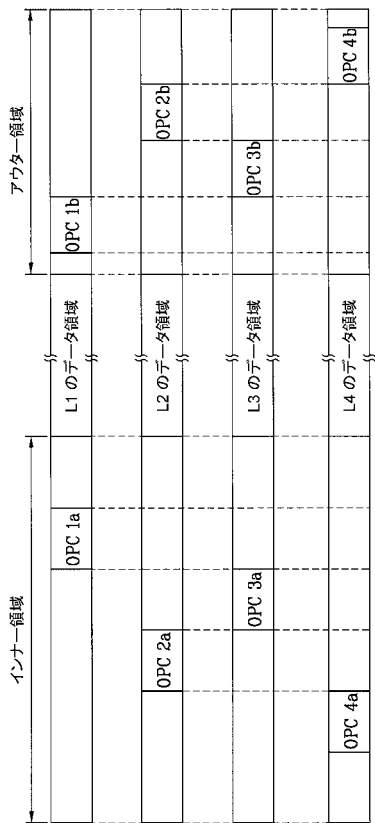 インナー領域
アウター領域
OPC 1a
L1 のデータ領域
OPC 1b
OPC 2a
L2 のデータ領域
OPC 2b
OPC 3a
L3 のデータ領域
OPC 3b
OPC 4a
L4 のデータ領域
OPC 4b